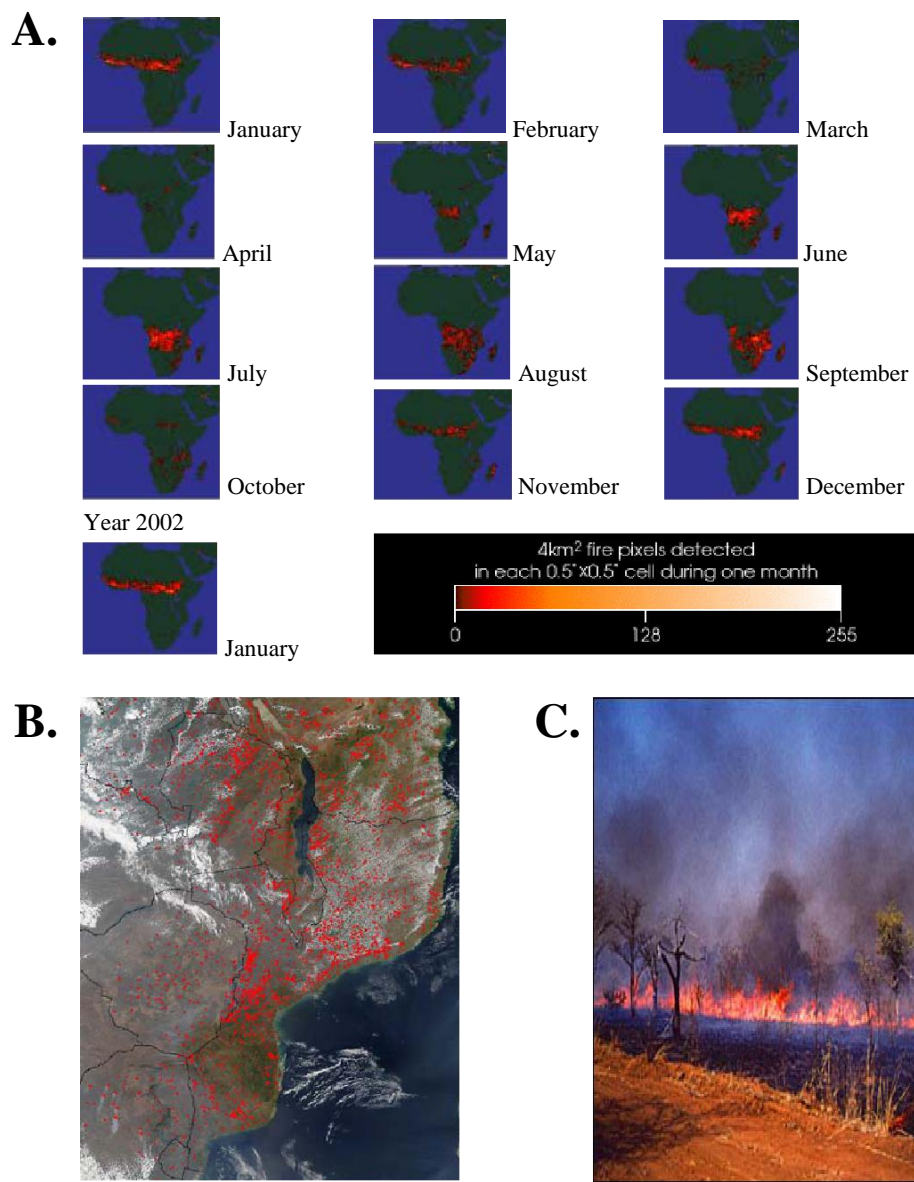 A.
January
February
March
April
May
June
July
August
September
October
November
December
Year 2002
January
4km² fire pixels detected
in each 0.5°x0.5° cell during one month
0
128
255
B.
C.